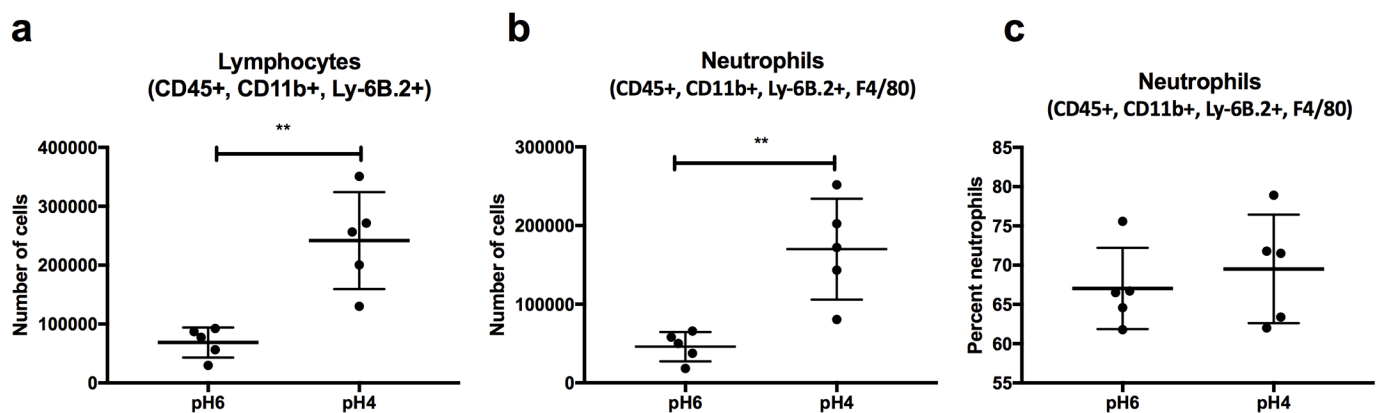 a
Lymphocytes
(CD45+, CD11b+, Ly-6B.2+)
**
400000
300000
200000
100000
0
Number of cells
pH6
pH4
b
Neutrophils
(CD45+, CD11b+, Ly-6B.2+, F4/80)
**
300000
200000
100000
0
Number of cells
pH6
pH4
c
Neutrophils
(CD45+, CD11b+, Ly-6B.2+, F4/80)
85
80
75
70
65
60
55
Percent neutrophils
pH6
pH4